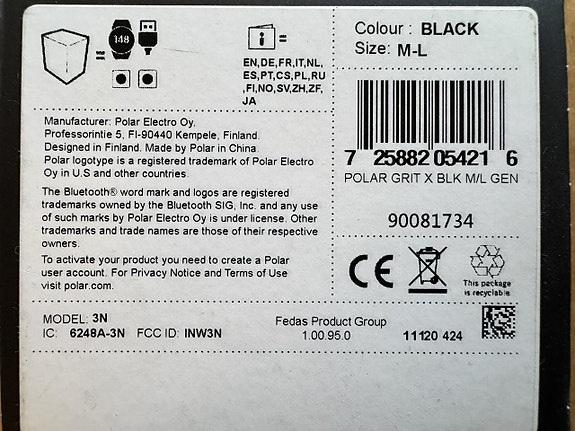 148
EN,DE,FR,IT,NL,
ES,PT,CS,PL,RU
,FI,NO,SV,ZH,ZF,
JA
Colour : BLACK
Size: M-L
7 25882 05421 6
POLAR GRIT X BLK M/L GEN
90081734
Manufacturer: Polar Electro Oy,
Professorintie 5, FI-90440 Kempele, Finland.
Designed in Finland. Made by Polar in China.
Polar logotype is a registered trademark of Polar Electro
Oy in U.S and other countries.
The Bluetooth® word mark and logos are registered
trademarks owned by the Bluetooth SIG, Inc. and any use
of such marks by Polar Electro Oy is under license. Other
trademarks and trade names are those of their respective
owners.
To activate your product you need to create a Polar
user account. For Privacy Notice and Terms of Use
visit polar.com.
CE
This package
is recyclable.
MODEL: 3N
IC: 6248A-3N FCC ID: INW3N
Fedas Product Group
1.00.95.0
11120 424